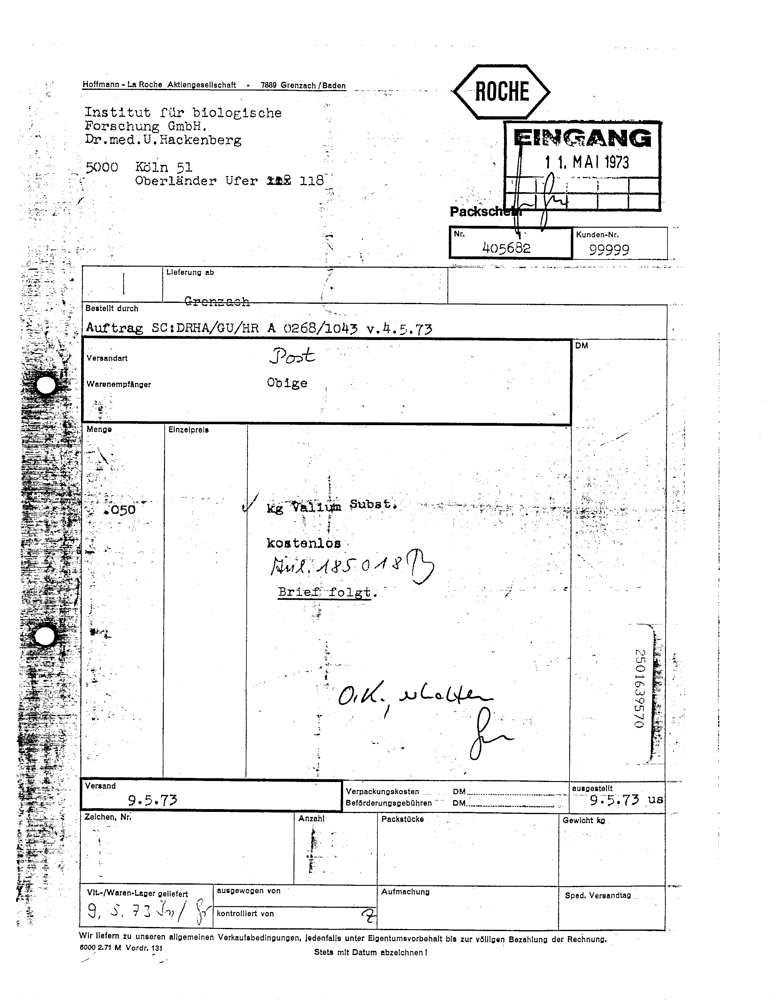 Hoffmann - La Roche Aktiengesellschaft - 7889 Grenzach/Baden
ROCHE
Institut für biologische
Forschung GmbH.
Dr.med.U.Hackenberg
5000 Köln 51
Oberländer Ufer 118
EINGANG
11. MAI 1973
Packschein
Nr. 405682
Kunden-Nr. 99999
Lieferung ab
Grenzach
Bestellt durch
Auftrag SC:DRHA/GU/HR A 0268/1043 v.4.5.73
Versandart Post
DM
Warenempfänger Obige
Menge Einzelpreis
.050 kg Valium Subst.
kostenlos
185018
Brief folgt.
2501639570
O.K.,
Versand
9.5.73
Verpackungskosten DM
Beförderungsgebühren DM
ausgestellt
9.5.73 us
Zeichen, Nr. Anzahl Packstücke Gewicht kg
Vit.-/Waren-Lager geliefert
9.5.73
ausgewogen von
kontrolliert von
Aufmachung
Sped. Versandtag
Wir liefern zu unseren allgemeinen Verkaufsbedingungen, jedenfalls unter Eigentumsvorbehalt bis zur völligen Bezahlung der Rechnung.
6000 2.71 M Vordr. 131
Stets mit Datum abzeichnen!